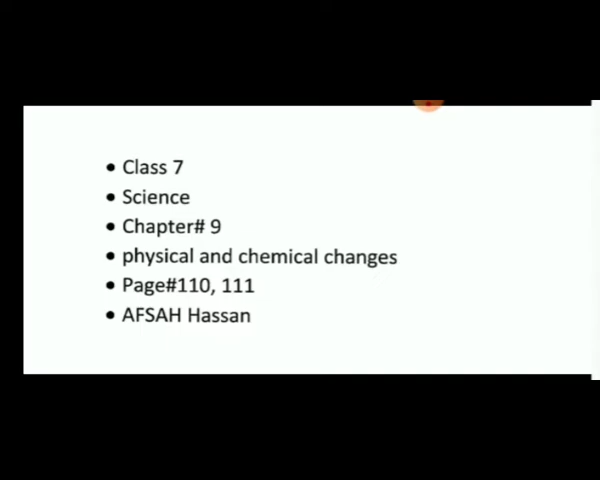 • Class 7
• Science
• Chapter# 9
• physical and chemical changes
• Page#110, 111
• AFSAH Hassan